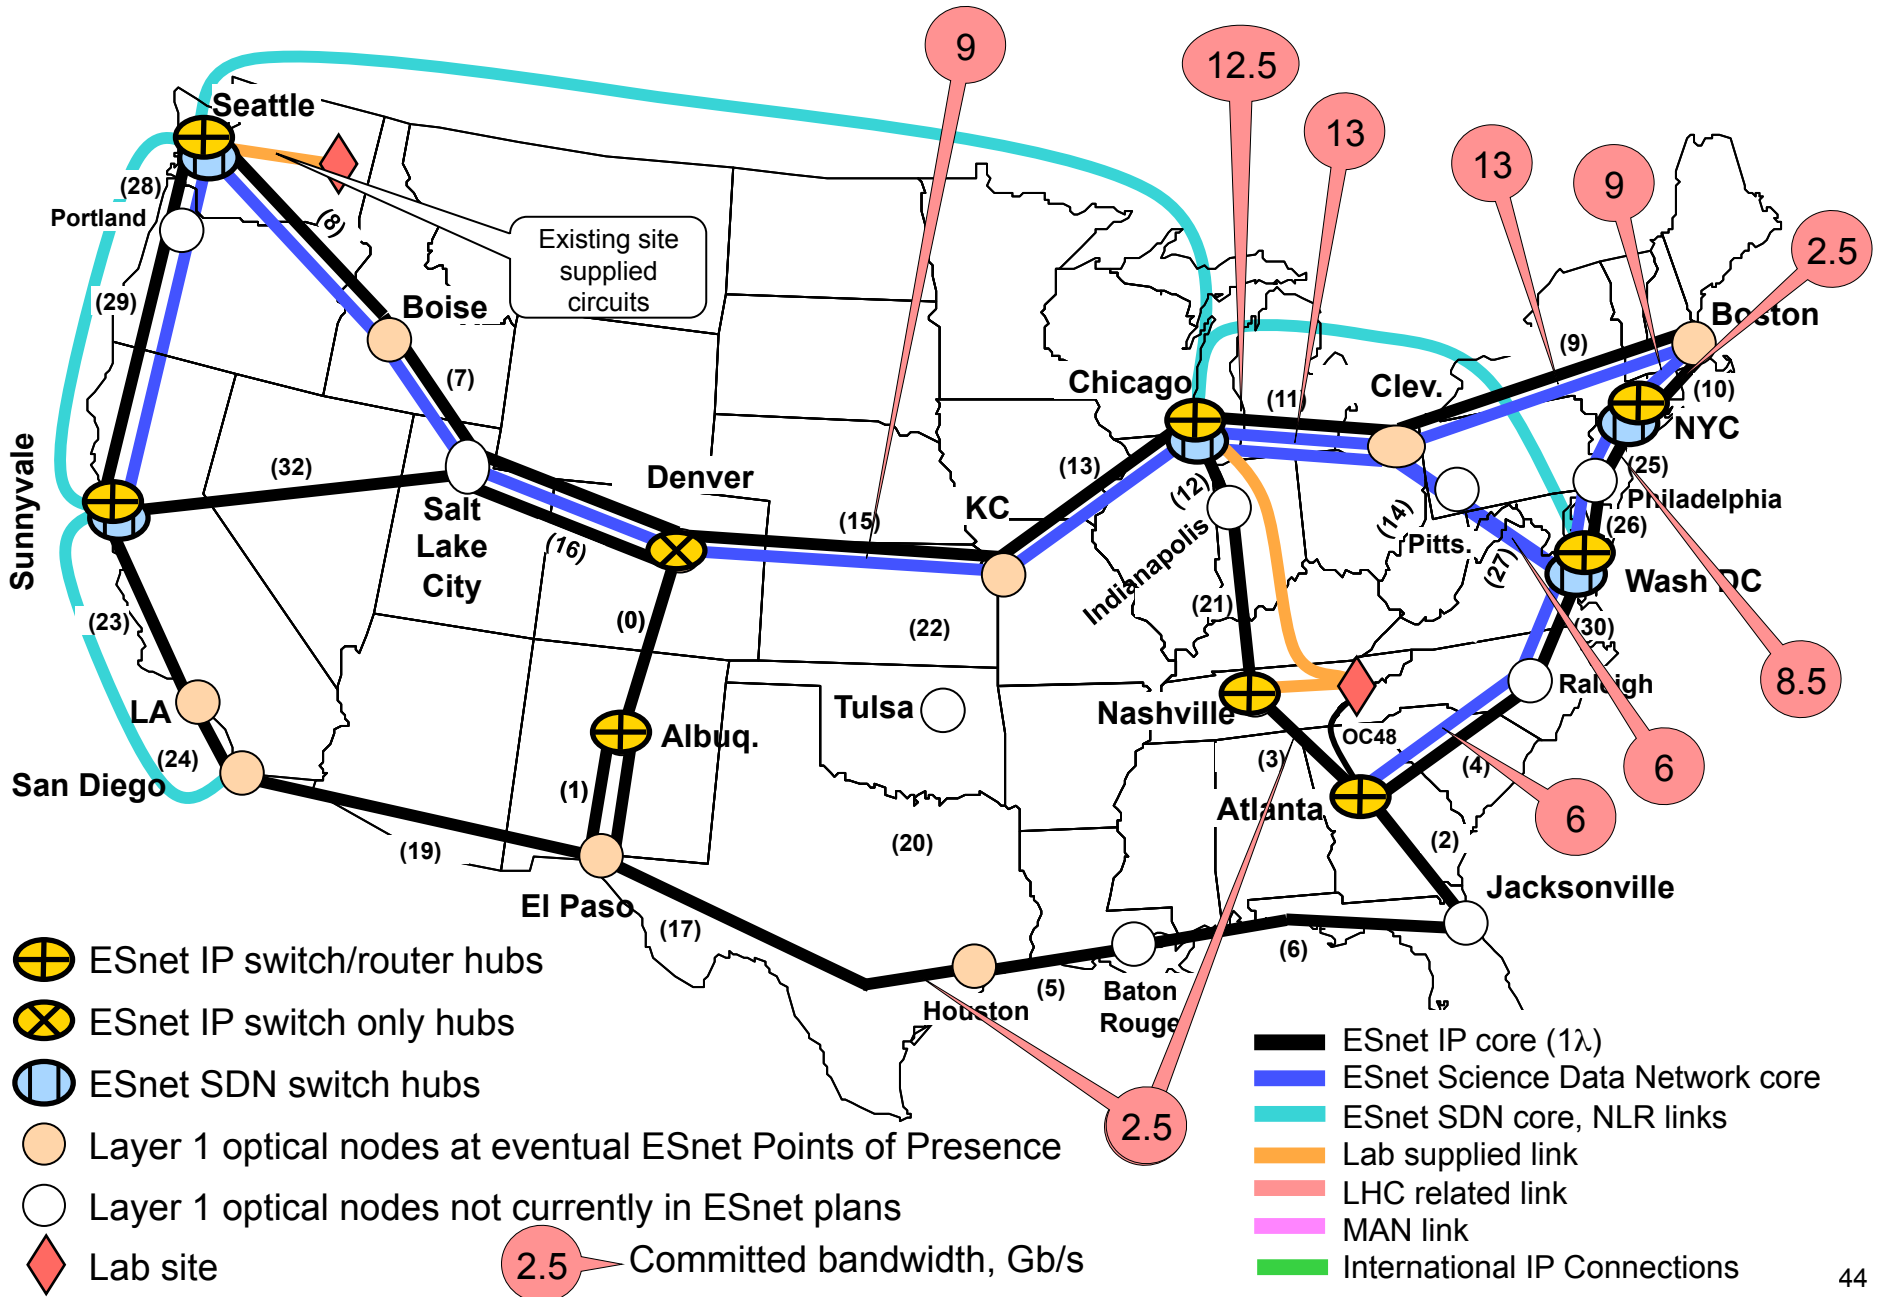 9
12.5
13
13
9
2.5
Seattle
(28)
Portland
(8)
Existing site
supplied
circuits
(29)
Boise
Boston
(9)
(7)
Chicago
Clev.
(11)
(10)
NYC
Sunnyvale
(32)
Denver
(13)
(12)
(25)
Philadelphia
Salt
Lake
City
(16)
(15)
KC
Indianapolis
(14)
Pitts.
(27)
(26)
Wash DC
(23)
(0)
(22)
(21)
(30)
8.5
LA
Tulsa
Nashville
Raleigh
Albuq.
OC48
(24)
San Diego
(3)
(4)
6
(1)
Atlanta
6
(19)
(20)
(2)
El Paso
Jacksonville
(17)
(6)
(5)
Houston
Baton
Rouge
2.5
ESnet IP switch/router hubs
ESnet IP switch only hubs
ESnet SDN switch hubs
Layer 1 optical nodes at eventual ESnet Points of Presence
Layer 1 optical nodes not currently in ESnet plans
Lab site
2.5
Committed bandwidth, Gb/s
ESnet IP core (1λ)
ESnet Science Data Network core
ESnet SDN core, NLR links
Lab supplied link
LHC related link
MAN link
International IP Connections
44